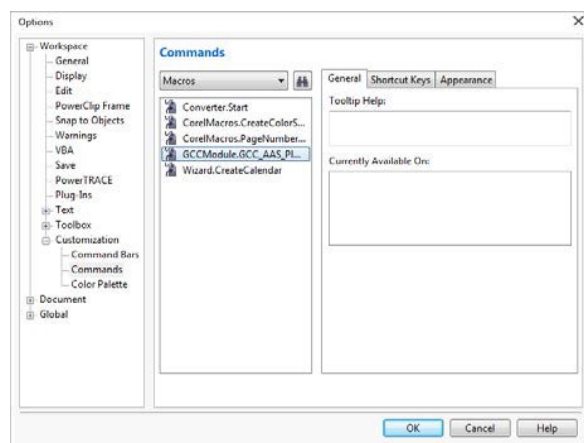 Options
Workspace
General
Display
Edit
PowerClip Frame
Snap to Objects
Warnings
VBA
Save
PowerTRACE
Plug-Ins
Text
Toolbox
Customization
Command Bars
Commands
Color Palette
Document
Global
Commands
Macros
Converter.Start
CorelMacros.CreateColorS...
CorelMacros.PageNumber...
GCCModule.GCC_AAS_Pl...
Wizard.CreateCalendar
General Shortcut Keys Appearance
Tooltip Help:
Currently Available On:
OK Cancel Help